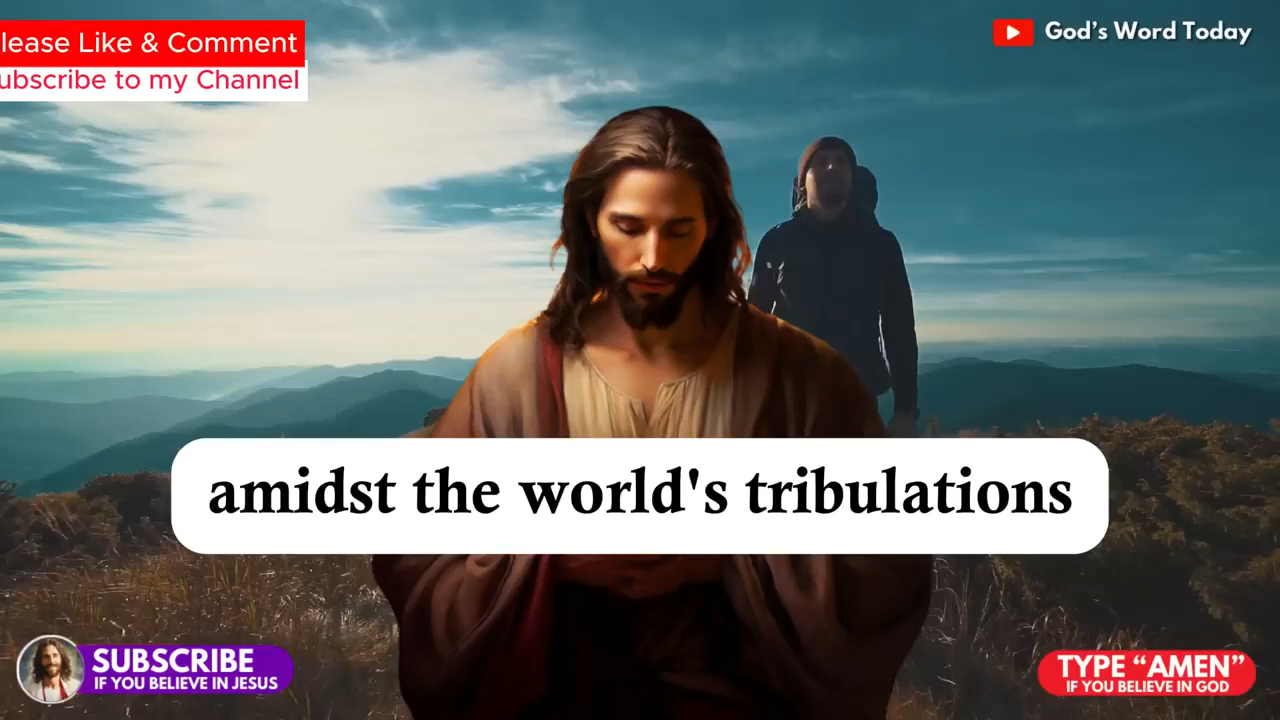 lease Like & Comment
ubscribe to my Channel
God's Word Today
amidst the world's tribulations
SUBSCRIBE
IF YOU BELIEVE IN JESUS
TYPE “AMEN”
IF YOU BELIEVE IN GOD